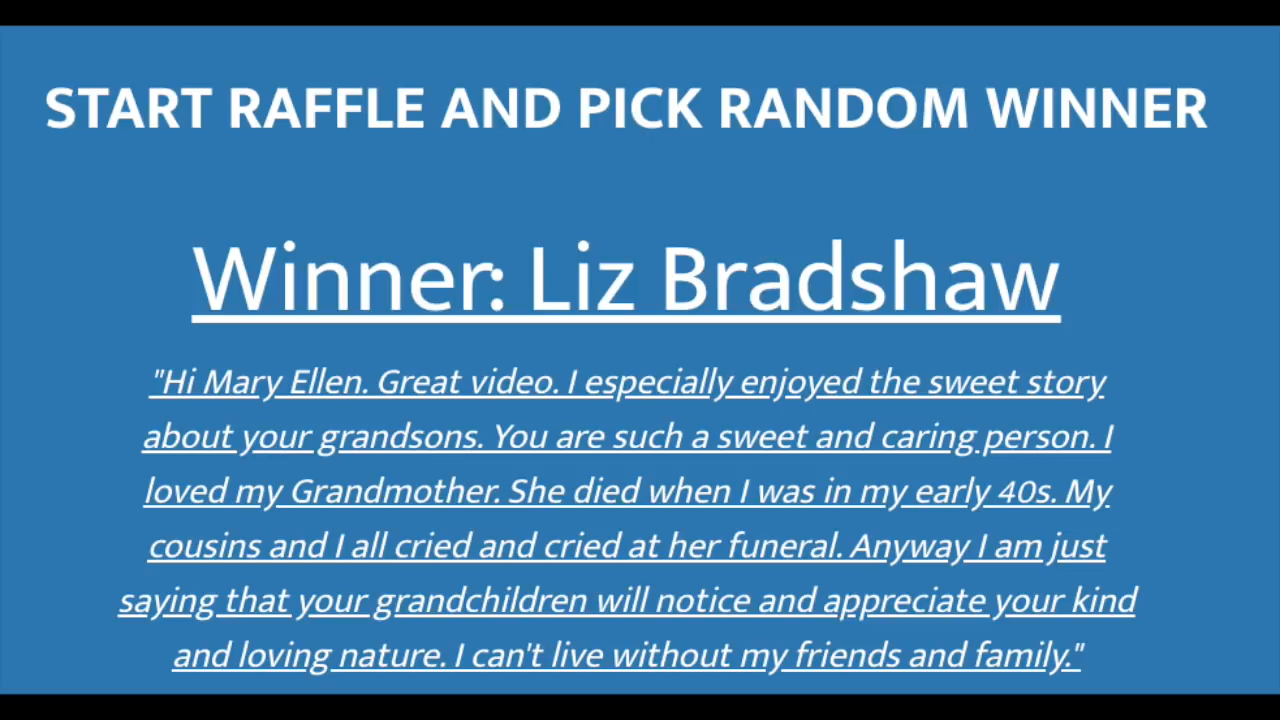 START RAFFLE AND PICK RANDOM WINNER
Winner: Liz Bradshaw
"Hi Mary Ellen. Great video. I especially enjoyed the sweet story
about your grandsons. You are such a sweet and caring person. I
loved my Grandmother. She died when I was in my early 40s. My
cousins and I all cried and cried at her funeral. Anyway I am just
saying that your grandchildren will notice and appreciate your kind
and loving nature. I can't live without my friends and family."